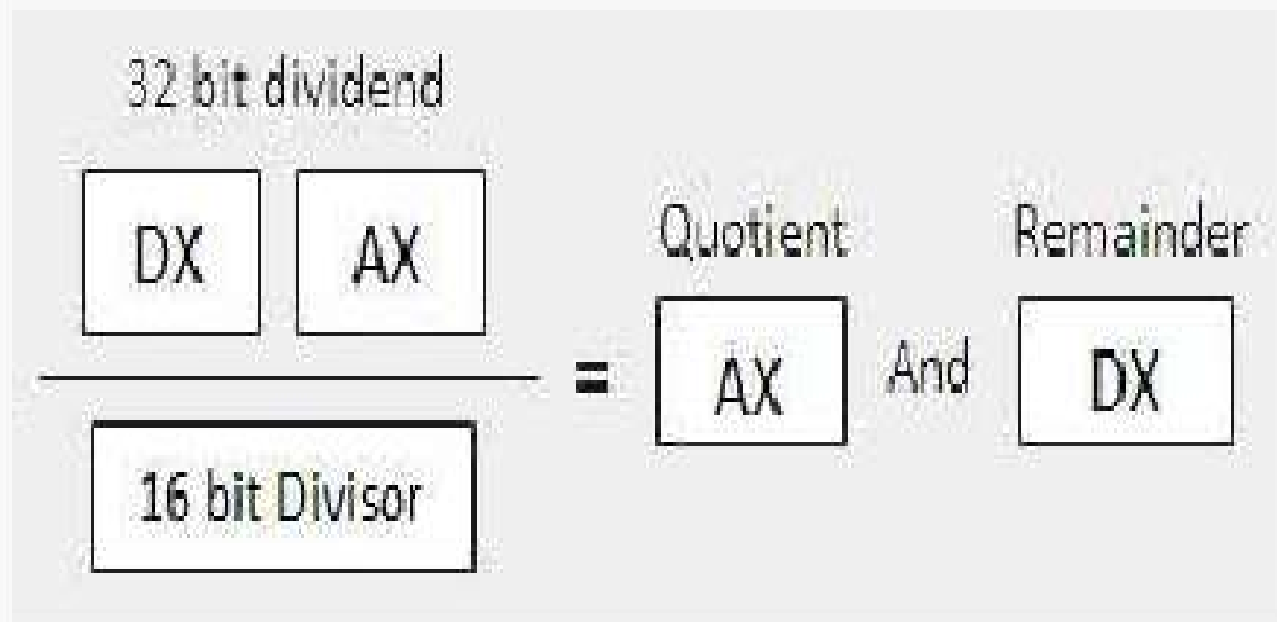 32 bit dividend
DX AX
Quotient Remainder
= AX And DX
16 bit Divisor